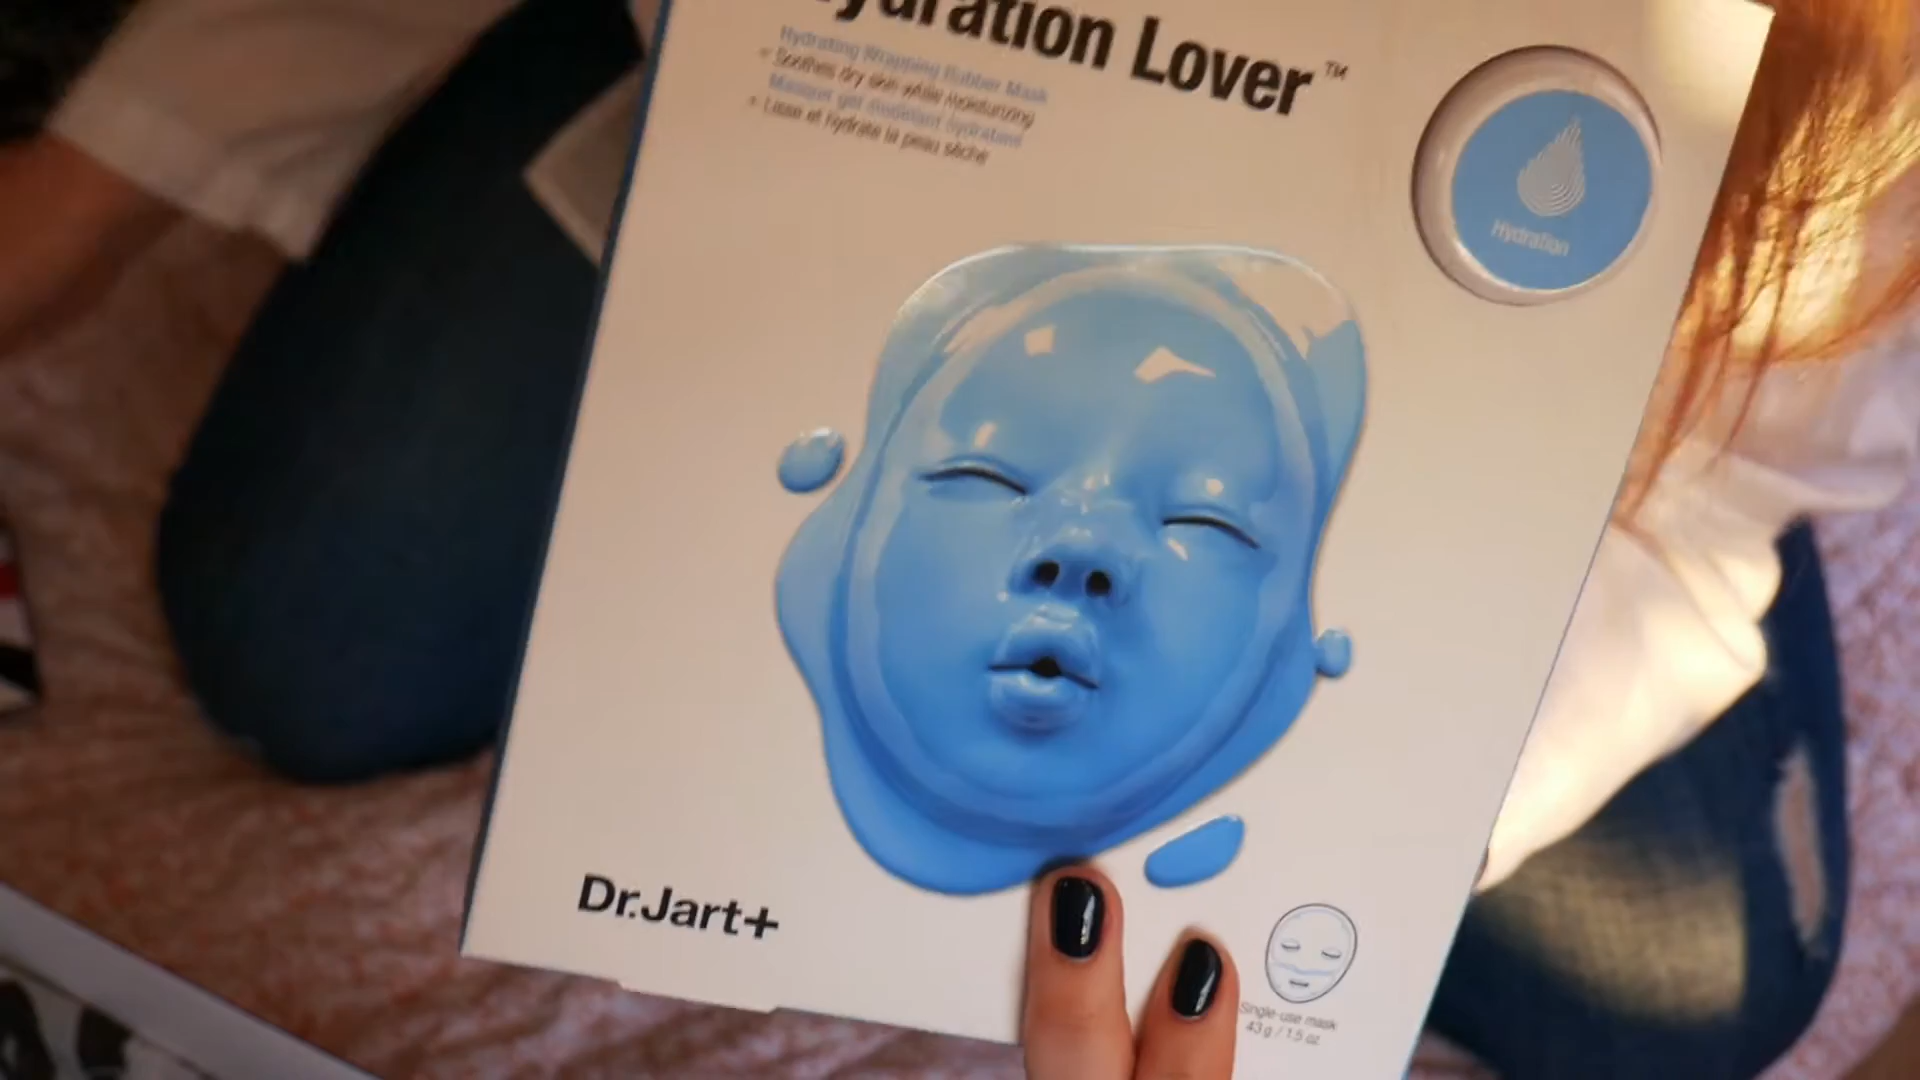 Hydration Lover™
Hydrating Wrapping Rubber Mask
+ Soothes dry skin while moisturizing
Masque gel modelant hydratant
+ Lisse et hydrate la peau sèche
Hydration
Dr.Jart+
Single-use mask
43 g / 1.5 oz.